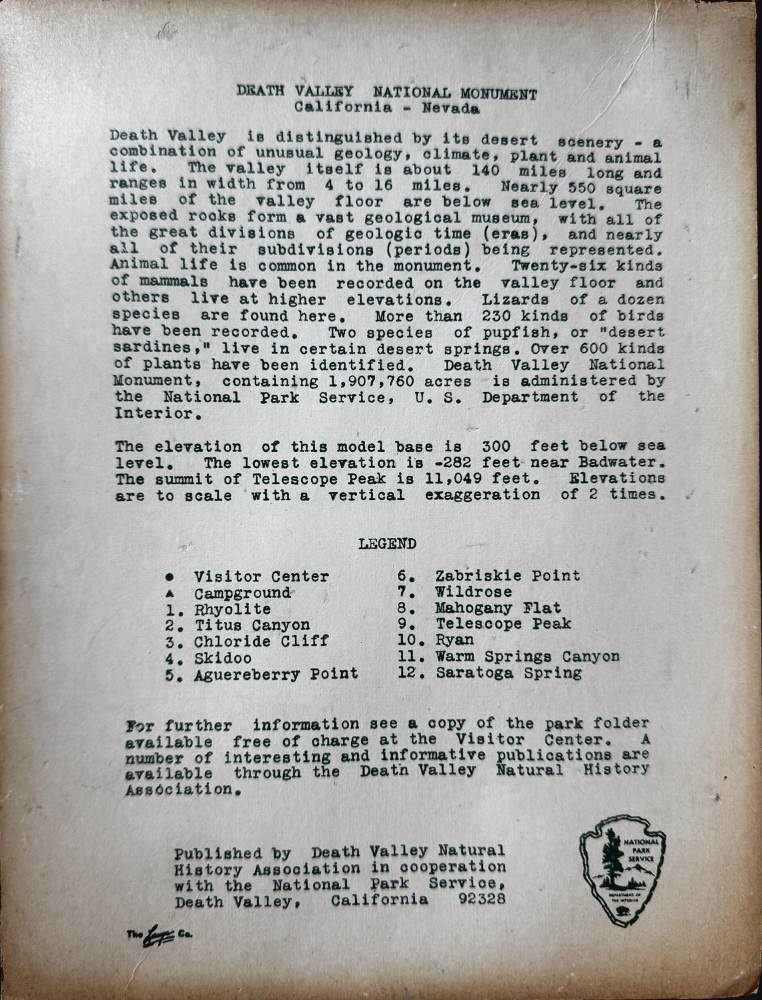 DEATH VALLEY NATIONAL MONUMENT
California - Nevada
Death Valley is distinguished by its desert scenery - a
combination of unusual geology, climate, plant and animal
life. The valley itself is about 140 miles long and
ranges in width from 4 to 16 miles. Nearly 550 square
miles of the valley floor are below sea level. The
exposed rocks form a vast geological museum, with all of
the great divisions of geologic time (eras), and nearly
all of their subdivisions (periods) being represented.
Animal life is common in the monument. Twenty-six kinds
of mammals have been recorded on the valley floor and
others live at higher elevations. Lizards of a dozen
species are found here. More than 230 kinds of birds
have been recorded. Two species of pupfish, or "desert
sardines," live in certain desert springs. Over 600 kinds
of plants have been identified. Death Valley National
Monument, containing 1,907,760 acres is administered by
the National Park Service, U. S. Department of the
Interior.
The elevation of this model base is 300 feet below sea
level. The lowest elevation is -282 feet near Badwater.
The summit of Telescope Peak is 11,049 feet. Elevations
are to scale with a vertical exaggeration of 2 times.
LEGEND
● Visitor Center
▲ Campground
1. Rhyolite
2. Titus Canyon
3. Chloride Cliff
4. Skidoo
5. Aguereberry Point
6. Zabriskie Point
7. Wildrose
8. Mahogany Flat
9. Telescope Peak
10. Ryan
11. Warm Springs Canyon
12. Saratoga Spring
For further information see a copy of the park folder
available free of charge at the Visitor Center. A
number of interesting and informative publications are
available through the Death Valley Natural History
Association.
Published by Death Valley Natural
History Association in cooperation
with the National Park Service,
Death Valley, California 92328
NATIONAL
PARK
SERVICE
DEPARTMENT OF
THE INTERIOR
The Co.